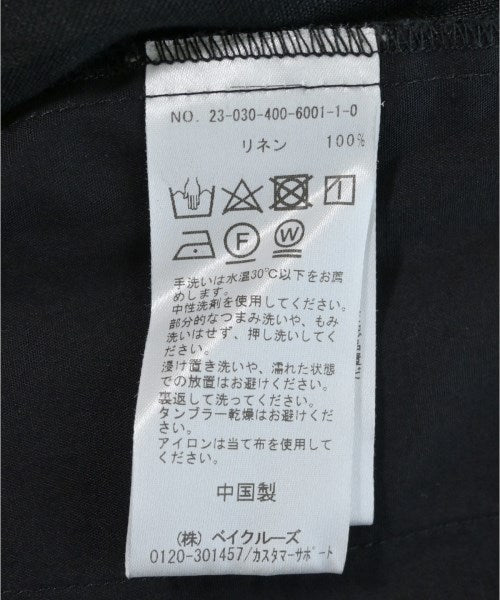 NO. 23-030-400-6001-1-0
リネン 100%
F W
手洗いは水温30℃以下をお薦
めします。
中性洗剤を使用してください。
部分的なつまみ洗いや、もみ
洗いはせず、押し洗いしてく
ださい。
浸け置き洗いや、濡れた状態
での放置はお避けください。
裏返して洗ってください。
タンブラー乾燥はお避けくだ
さい。
アイロンは当て布を使用して
ください。
中国製
(株) ベイクルーズ
0120-301457/カスタマーサポート